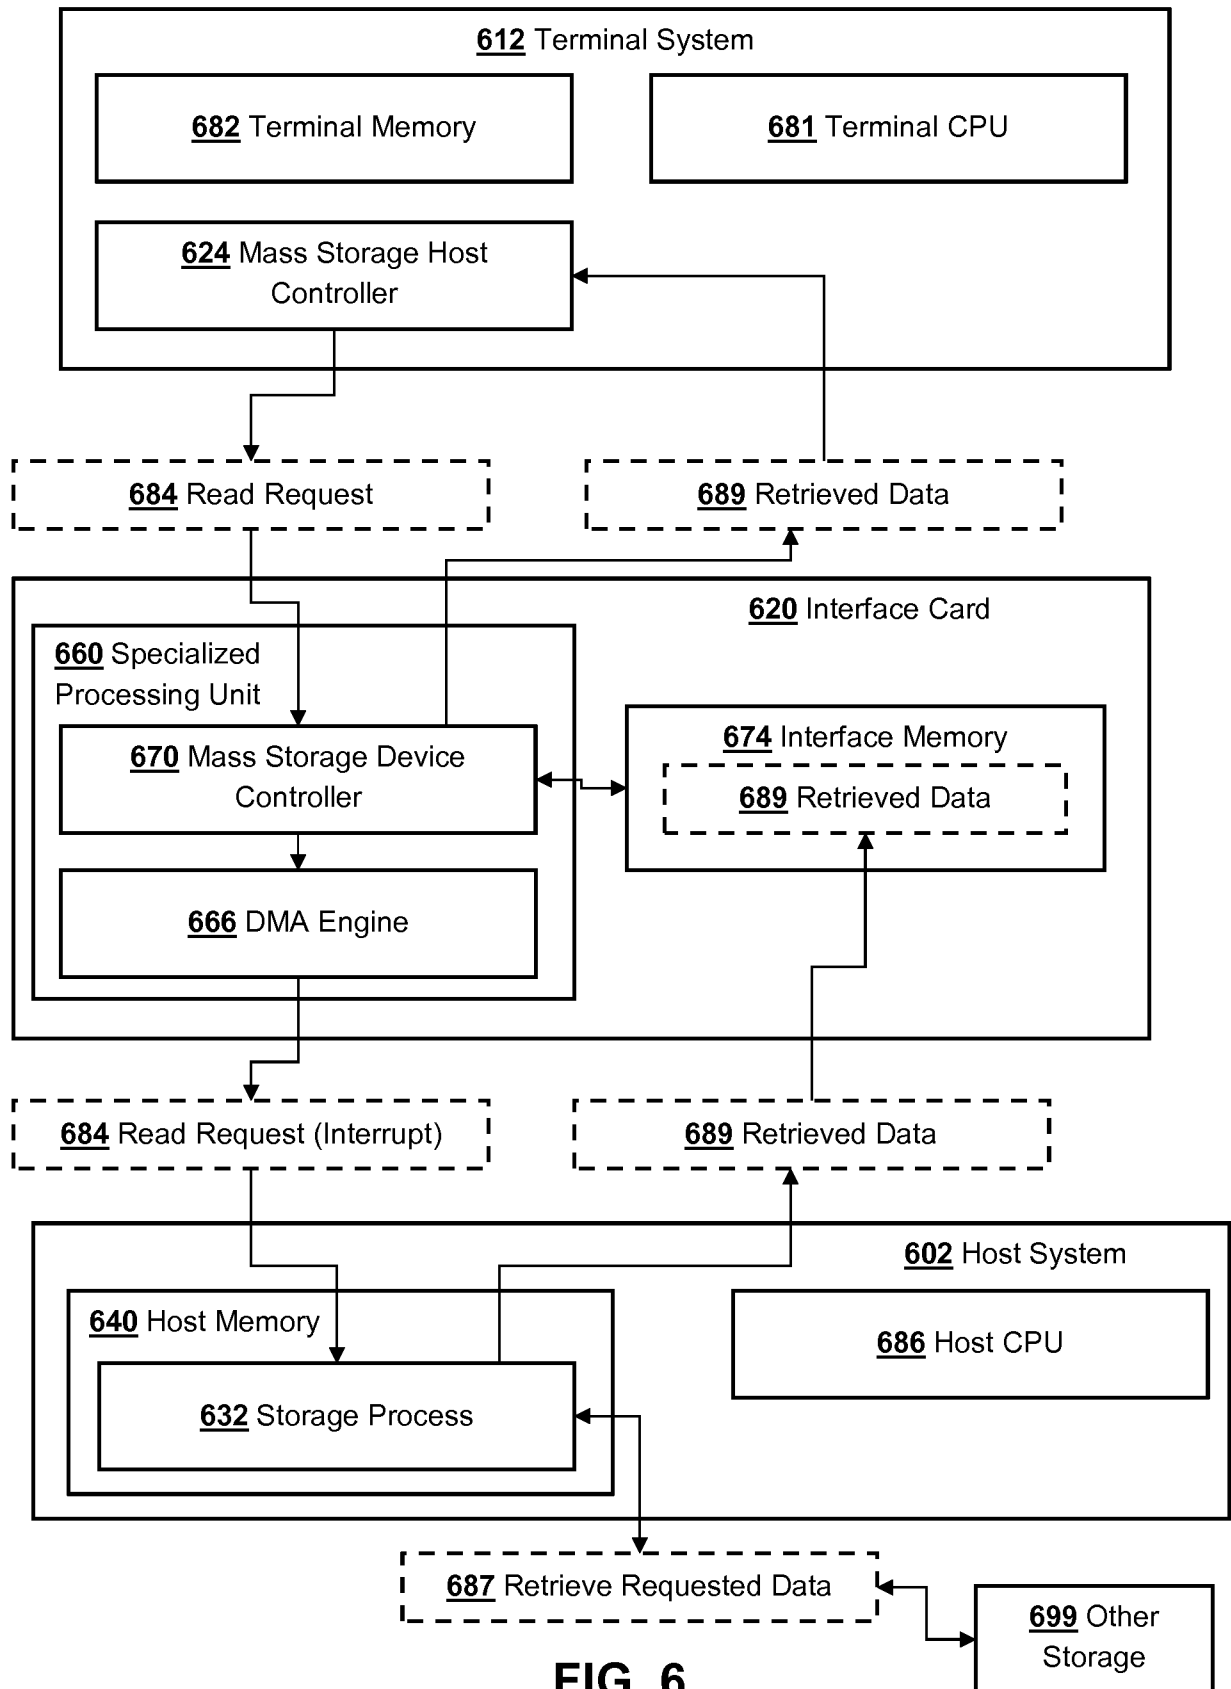 612 Terminal System
682 Terminal Memory
681 Terminal CPU
624 Mass Storage Host
Controller
684 Read Request
689 Retrieved Data
620 Interface Card
660 Specialized
Processing Unit
670 Mass Storage Device
Controller
674 Interface Memory
689 Retrieved Data
666 DMA Engine
684 Read Request (Interrupt)
689 Retrieved Data
602 Host System
640 Host Memory
686 Host CPU
632 Storage Process
687 Retrieve Requested Data
699 Other
Storage
FIG. 6